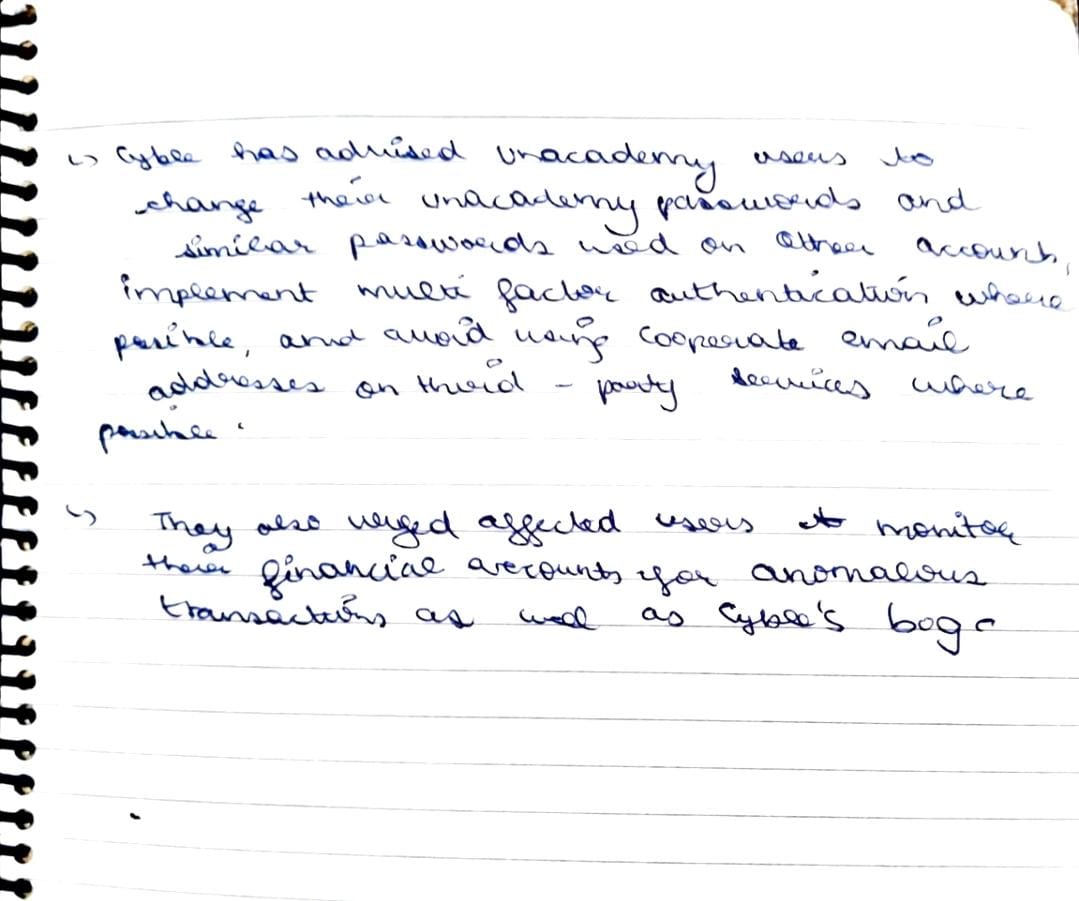 ↳ Cyble has advised unacademy users to
change their unacademy passwords and
similar passwords used on other accounts,
implement multi factor authentication where
possible, and avoid using cooperate email
addresses on third - party services where
possible.
↳ They also urged affected users to monitor
their financial accounts for anomalous
transactions as well as Cyble's bog.